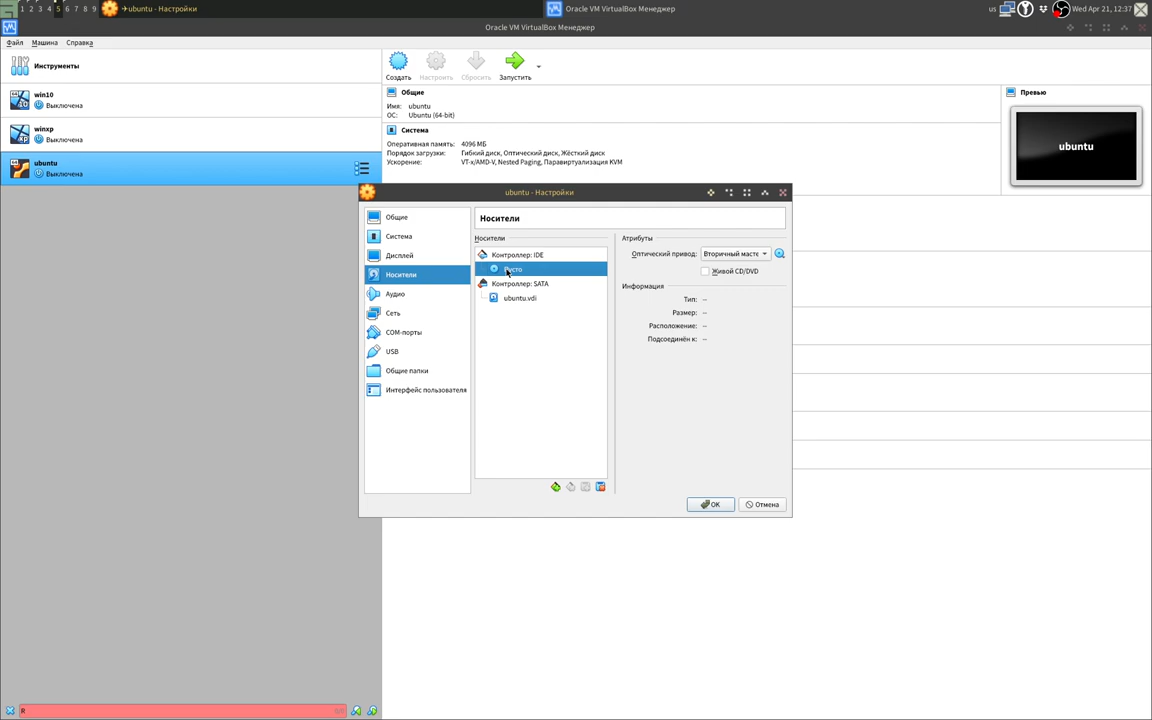 1 2 3 4 5 6 7 8 9 ubuntu - Настройки
Oracle VM VirtualBox Менеджер
us Wed Apr 21, 12:37
Oracle VM VirtualBox Менеджер
Файл Машина Справка
Инструменты
win10
Выключена
winxp
Выключена
ubuntu
Выключена
Создать Настроить Сбросить Запустить
Общие
Имя: ubuntu
ОС: Ubuntu (64-bit)
Система
Оперативная память: 4096 МБ
Порядок загрузки: Гибкий диск, Оптический диск, Жёсткий диск
Ускорение: VT-x/AMD-V, Nested Paging, Паравиртуализация KVM
Превью
ubuntu
ubuntu - Настройки
Общие
Система
Дисплей
Носители
Аудио
Сеть
COM-порты
USB
Общие папки
Интерфейс пользователя
Носители
Носители
Контроллер: IDE
Пусто
Контроллер: SATA
ubuntu.vdi
Атрибуты
Оптический привод: Вторичный масте
Живой CD/DVD
Информация
Тип: --
Размер: --
Расположение: --
Подсоединён к: --
OK Отмена
R